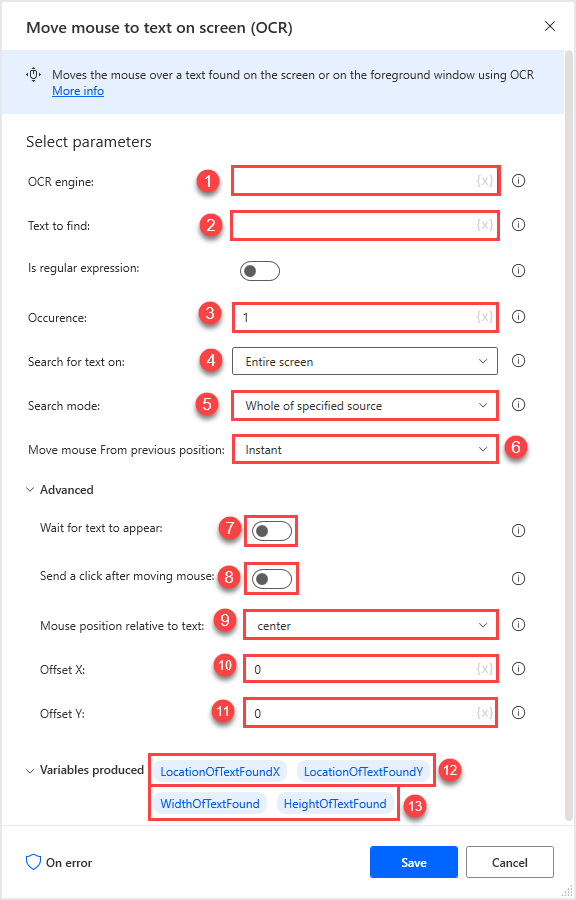 Move mouse to text on screen (OCR)
Moves the mouse over a text found on the screen or on the foreground window using OCR
More info
Select parameters
OCR engine: 1 {x}
Text to find: 2 {x}
Is regular expression:
Occurence: 3 1 {x}
Search for text on: 4 Entire screen
Search mode: 5 Whole of specified source
Move mouse From previous position: Instant 6
Advanced
Wait for text to appear: 7
Send a click after moving mouse: 8
Mouse position relative to text: 9 center
Offset X: 10 0 {x}
Offset Y: 11 0 {x}
Variables produced LocationOfTextFoundX LocationOfTextFoundY 12
WidthOfTextFound HeightOfTextFound 13
On error Save Cancel